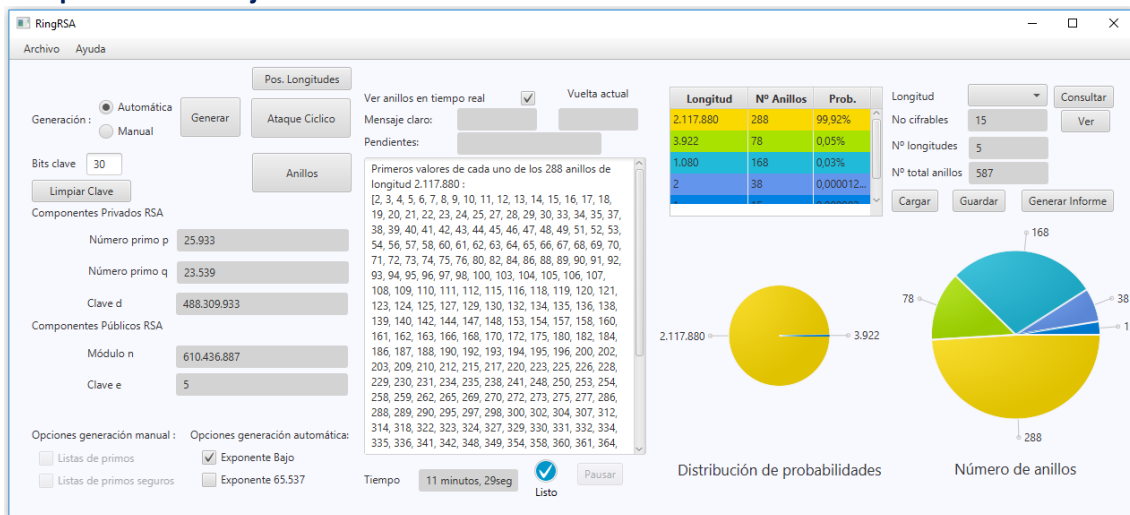 RingRSA
Archivo Ayuda
Generación :
Automática
Manual
Generar
Pos. Longitudes
Ataque Ciclico
Anillos
Bits clave 30
Limpiar Clave
Componentes Privados RSA
Número primo p 25.933
Número primo q 23.539
Clave d 488.309.933
Componentes Públicos RSA
Módulo n 610.436.887
Clave e 5
Opciones generación manual :
Listas de primos
Listas de primos seguros
Opciones generación automática:
Exponente Bajo
Exponente 65.537
Ver anillos en tiempo real
Vuelta actual
Mensaje claro:
Pendientes:
Primeros valores de cada uno de los 288 anillos de
longitud 2.117.880 :
[2, 3, 4, 5, 6, 7, 8, 9, 10, 11, 12, 13, 14, 15, 16, 17, 18,
19, 20, 21, 22, 23, 24, 25, 27, 28, 29, 30, 33, 34, 35, 37,
38, 39, 40, 41, 42, 43, 44, 45, 46, 47, 48, 49, 51, 52, 53,
54, 56, 57, 58, 60, 61, 62, 63, 64, 65, 66, 67, 68, 69, 70,
71, 72, 73, 74, 75, 76, 80, 82, 84, 86, 88, 89, 90, 91, 92,
93, 94, 95, 96, 97, 98, 100, 103, 104, 105, 106, 107,
108, 109, 110, 111, 112, 115, 116, 118, 119, 120, 121,
123, 124, 125, 127, 129, 130, 132, 134, 135, 136, 138,
139, 140, 142, 144, 147, 148, 153, 154, 157, 158, 160,
161, 162, 163, 166, 168, 170, 172, 175, 180, 182, 184,
186, 187, 188, 190, 192, 193, 194, 195, 196, 200, 202,
203, 209, 210, 212, 215, 217, 220, 223, 225, 226, 228,
229, 230, 231, 234, 235, 238, 241, 248, 250, 253, 254,
258, 259, 262, 265, 269, 270, 272, 273, 275, 277, 286,
288, 289, 290, 295, 297, 298, 300, 302, 304, 307, 312,
314, 318, 322, 323, 324, 327, 329, 330, 331, 332, 334,
335, 336, 341, 342, 348, 349, 354, 358, 360, 361, 364,
Tiempo 11 minutos, 29seg
Listo
Pausar
Longitud Nº Anillos Prob.
2.117.880 288 99,92%
3.922 78 0,05%
1.080 168 0,03%
2 38 0,000012...
Longitud
Consultar
No cifrables 15
Ver
Nº longitudes 5
Nº total anillos 587
Cargar Guardar Generar Informe
2.117.880
3.922
Distribución de probabilidades
168
78
38
1
288
Número de anillos